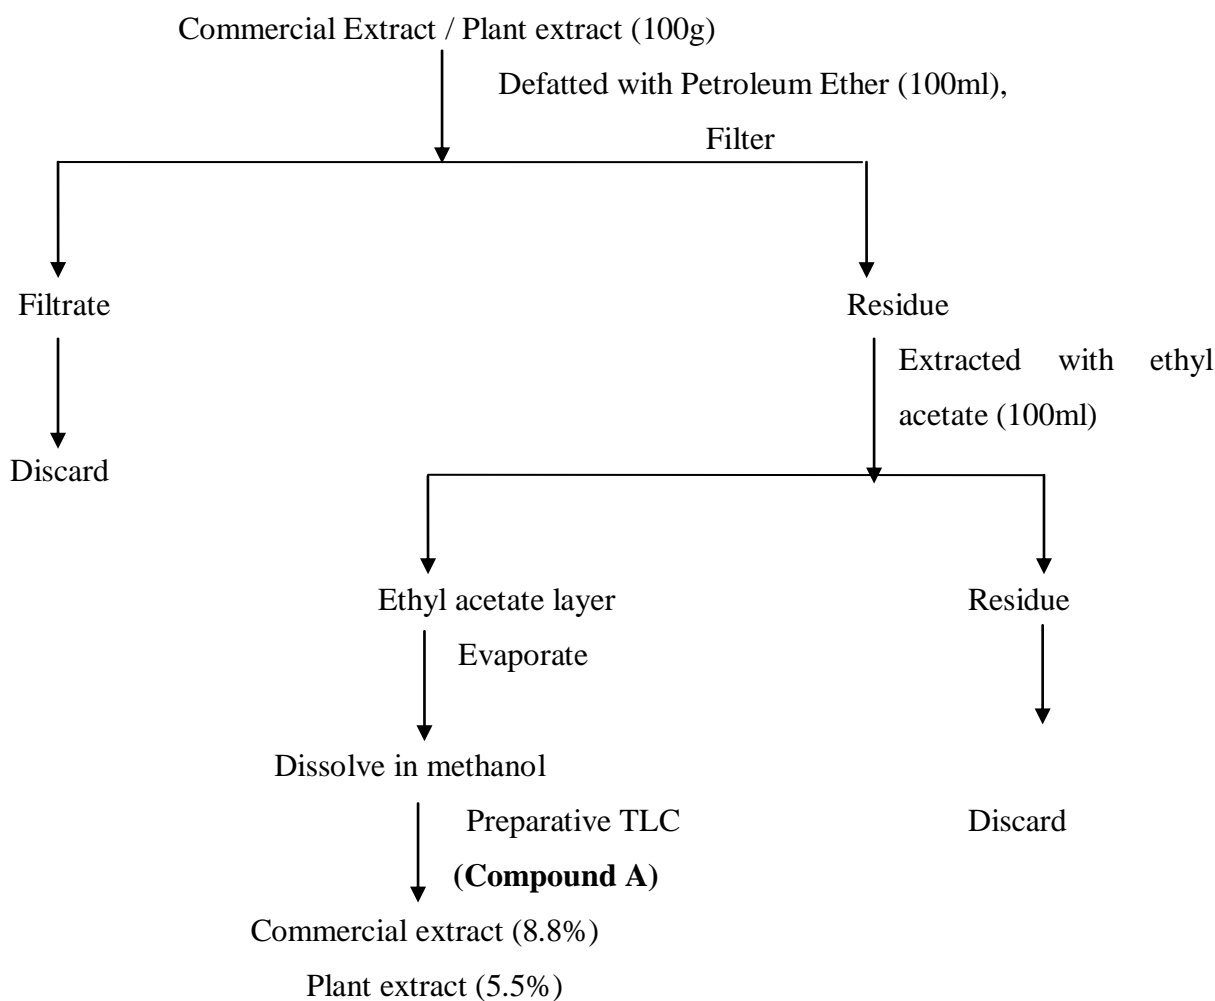 Commercial Extract / Plant extract (100g)
Defatted with Petroleum Ether (100ml),
Filter
Filtrate
Residue
Extracted with ethyl
acetate (100ml)
Discard
Ethyl acetate layer
Residue
Evaporate
Dissolve in methanol
Preparative TLC
Discard
(Compound A)
Commercial extract (8.8%)
Plant extract (5.5%)